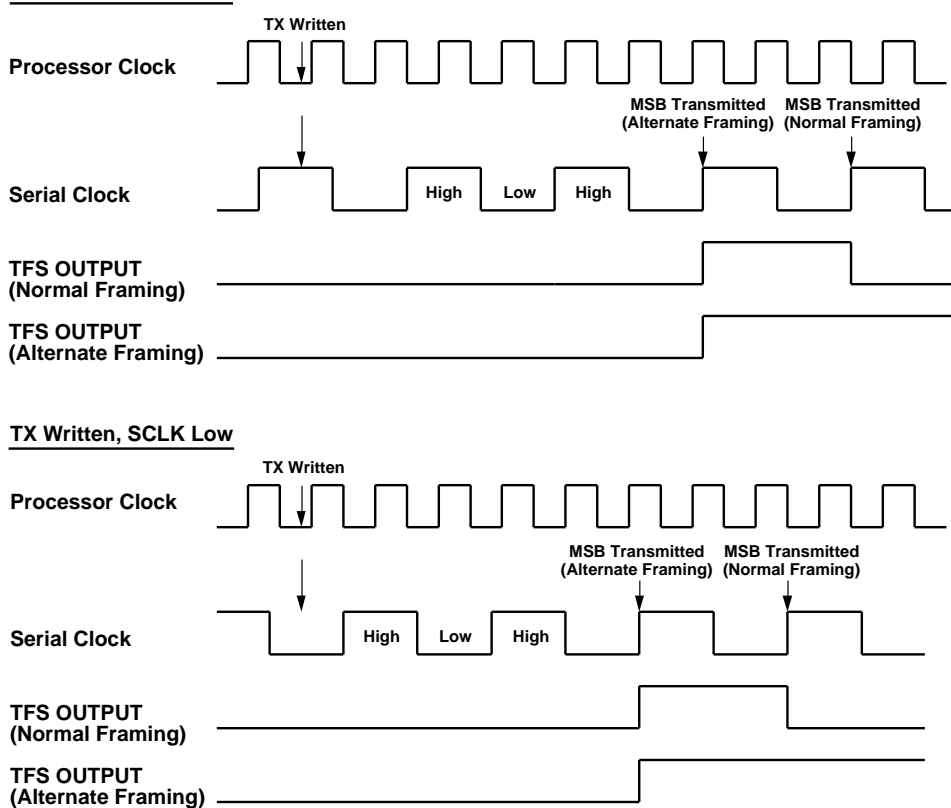 TX Written
Processor Clock
MSB Transmitted MSB Transmitted
(Alternate Framing) (Normal Framing)
Serial Clock
High Low High
TFS OUTPUT
(Normal Framing)
TFS OUTPUT
(Alternate Framing)
TX Written, SCLK Low
TX Written
Processor Clock
MSB Transmitted MSB Transmitted
(Alternate Framing) (Normal Framing)
Serial Clock
High Low High
TFS OUTPUT
(Normal Framing)
TFS OUTPUT
(Alternate Framing)